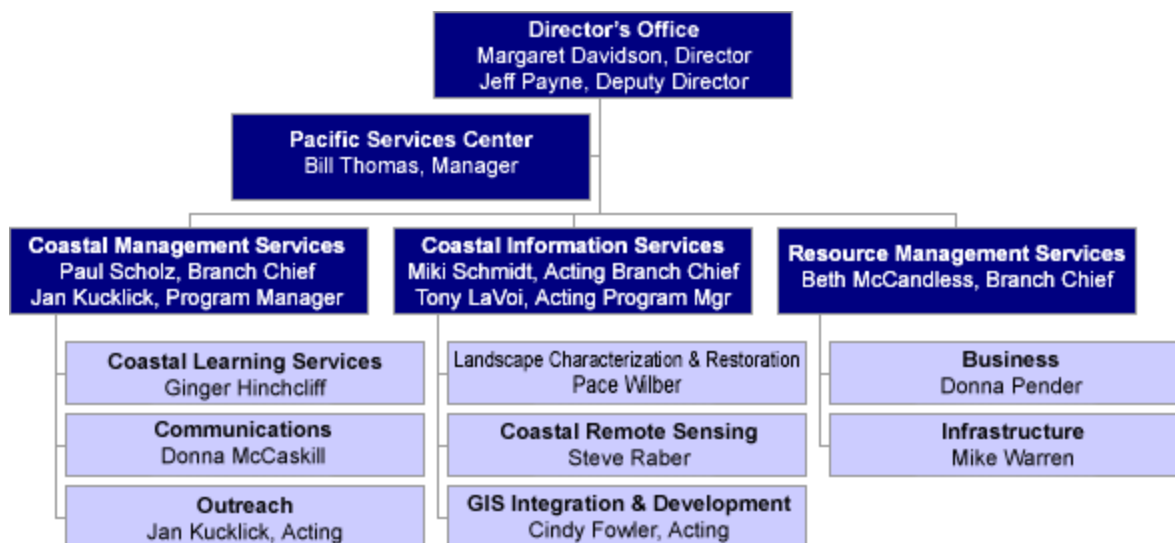 Director's Office
Margaret Davidson, Director
Jeff Payne, Deputy Director
Pacific Services Center
Bill Thomas, Manager
Coastal Management Services
Paul Scholz, Branch Chief
Jan Kucklick, Program Manager
Coastal Information Services
Miki Schmidt, Acting Branch Chief
Tony LaVoi, Acting Program Mgr
Resource Management Services
Beth McCandless, Branch Chief
Coastal Learning Services
Ginger Hinchcliff
Communications
Donna McCaskill
Outreach
Jan Kucklick, Acting
Landscape Characterization & Restoration
Pace Wilber
Coastal Remote Sensing
Steve Raber
GIS Integration & Development
Cindy Fowler, Acting
Business
Donna Pender
Infrastructure
Mike Warren